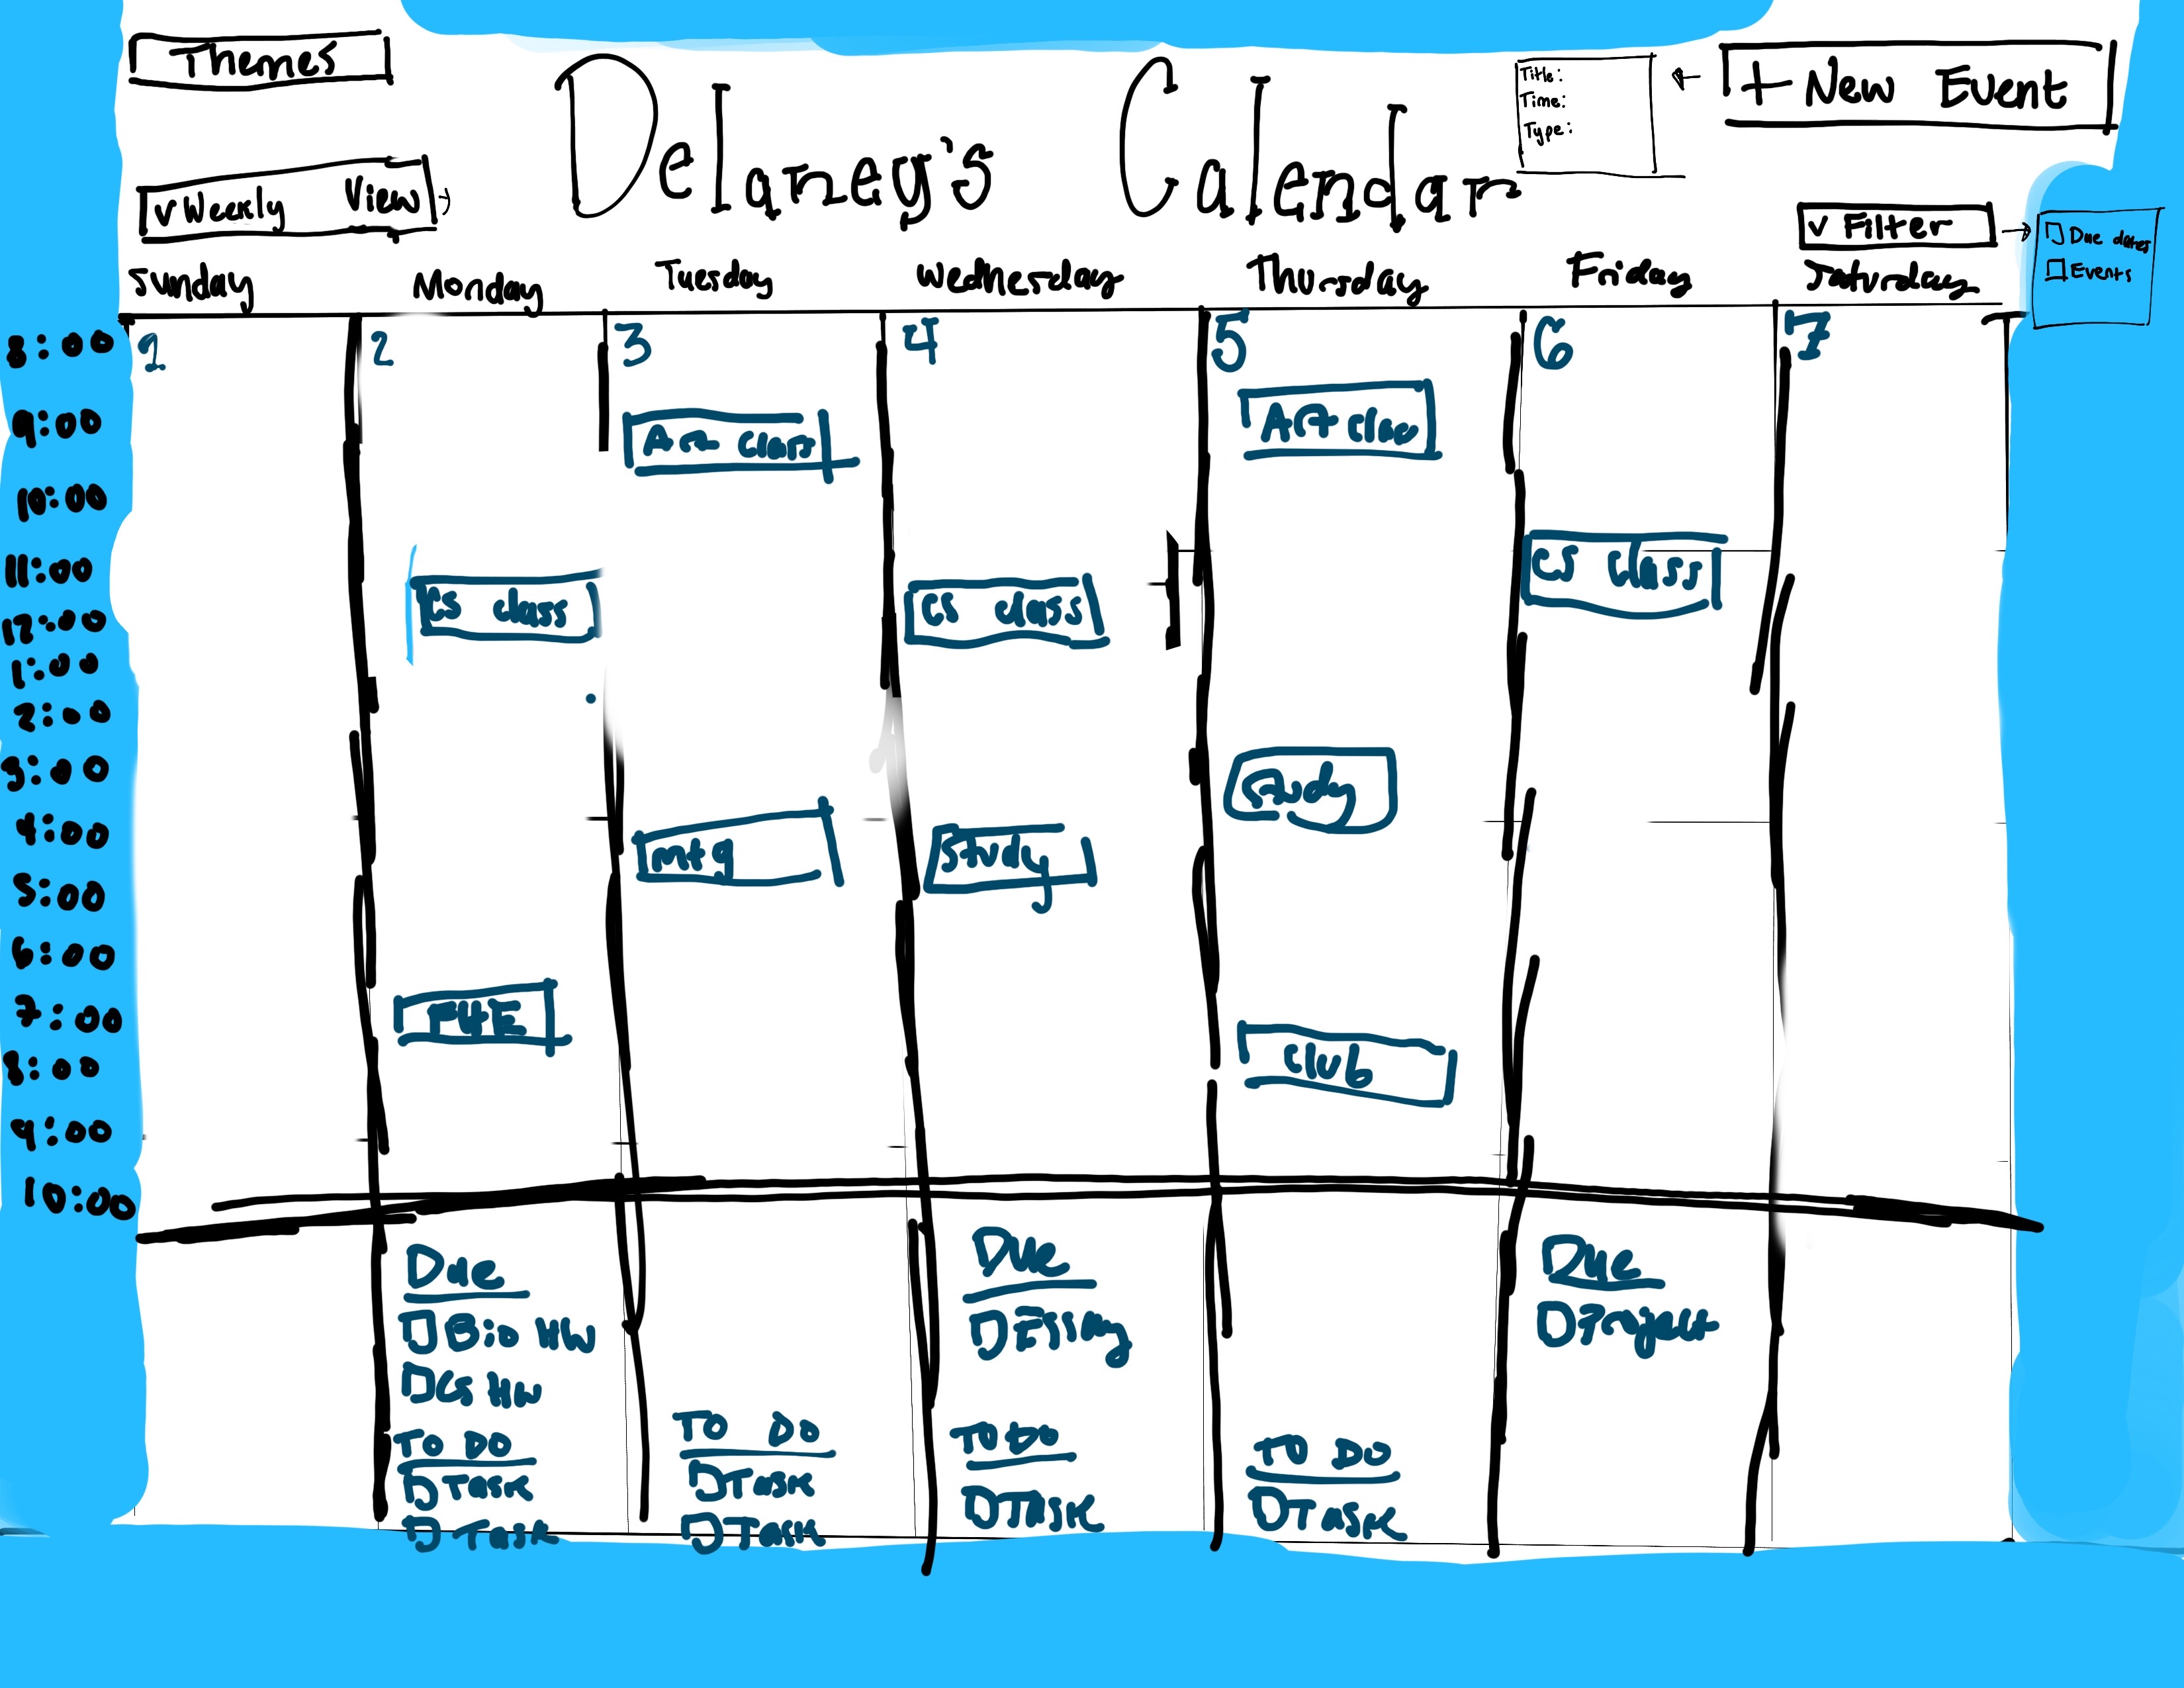 Themes
Delaney's Calendar
Title:
Time:
Type:
+ New Event
v Weekly View
v Filter
Due dates
Events
Sunday
Monday
Tuesday
Wednesday
Thursday
Friday
Saturday
1
2
3
4
5
6
7
8:00
9:00
10:00
11:00
12:00
1:00
2:00
3:00
4:00
5:00
6:00
7:00
8:00
9:00
10:00
Art class
Art class
CS class
CS class
CS class
Study
mtg
Study
F4E
Club
Due
Bio HW
CS HW
TO DO
Task
Task
TO DO
Task
Task
Due
Essay
TO DO
Task
TO DO
Task
Due
Project